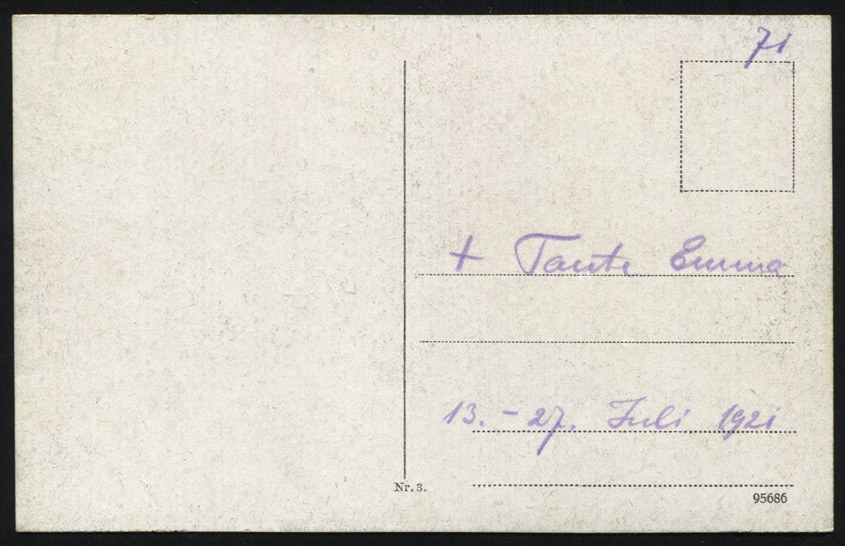 71
+ Tante Emma
13. - 27. Juli 1921
Nr. 3.
95686